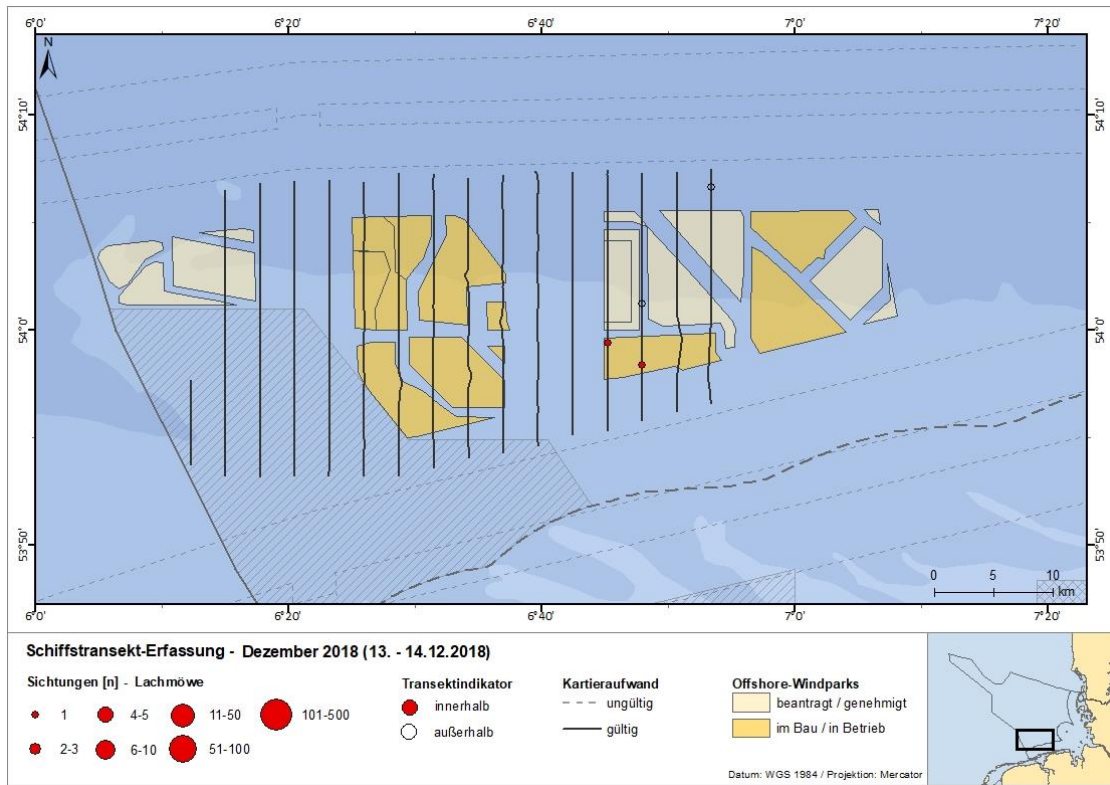 6°0' 6°20' 6°40' 7°0' 7°20'
N
54°10' 54°10'
54°0' 54°0'
53°50' 53°50'
0 5 10
km
6°0' 6°20' 6°40' 7°0' 7°20'
Schiffstransekt-Erfassung - Dezember 2018 (13. - 14.12.2018)
Sichtungen [n] - Lachmöwe
1 4-5 11-50 101-500
2-3 6-10 51-100
Transektindikator
innerhalb
außerhalb
Kartieraufwand
ungültig
gültig
Offshore-Windparks
beantragt / genehmigt
im Bau / in Betrieb
Datum: WGS 1984 / Projektion: Mercator